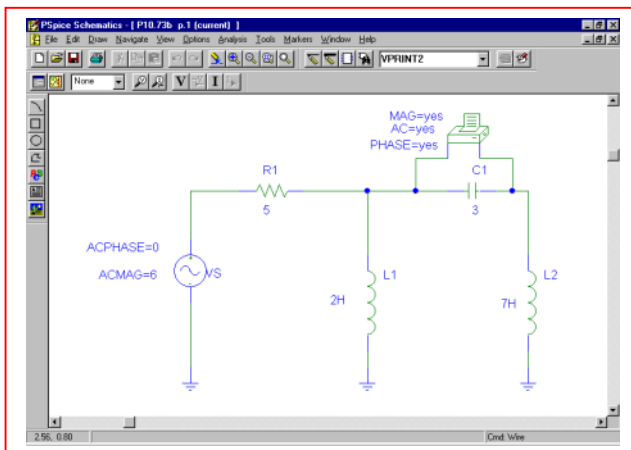 PSpice Schematics - [ P10.73b p.1 (current) ]
File Edit Draw Navigate View Options Analysis Tools Markers Window Help
VPRINT2
None
V
I
MAG=yes
AC=yes
PHASE=yes
R1
C1
5
3
ACPHASE=0
ACMAG=6
VS
L1
L2
2H
7H
2.56, 0.80
Cmd: Wire